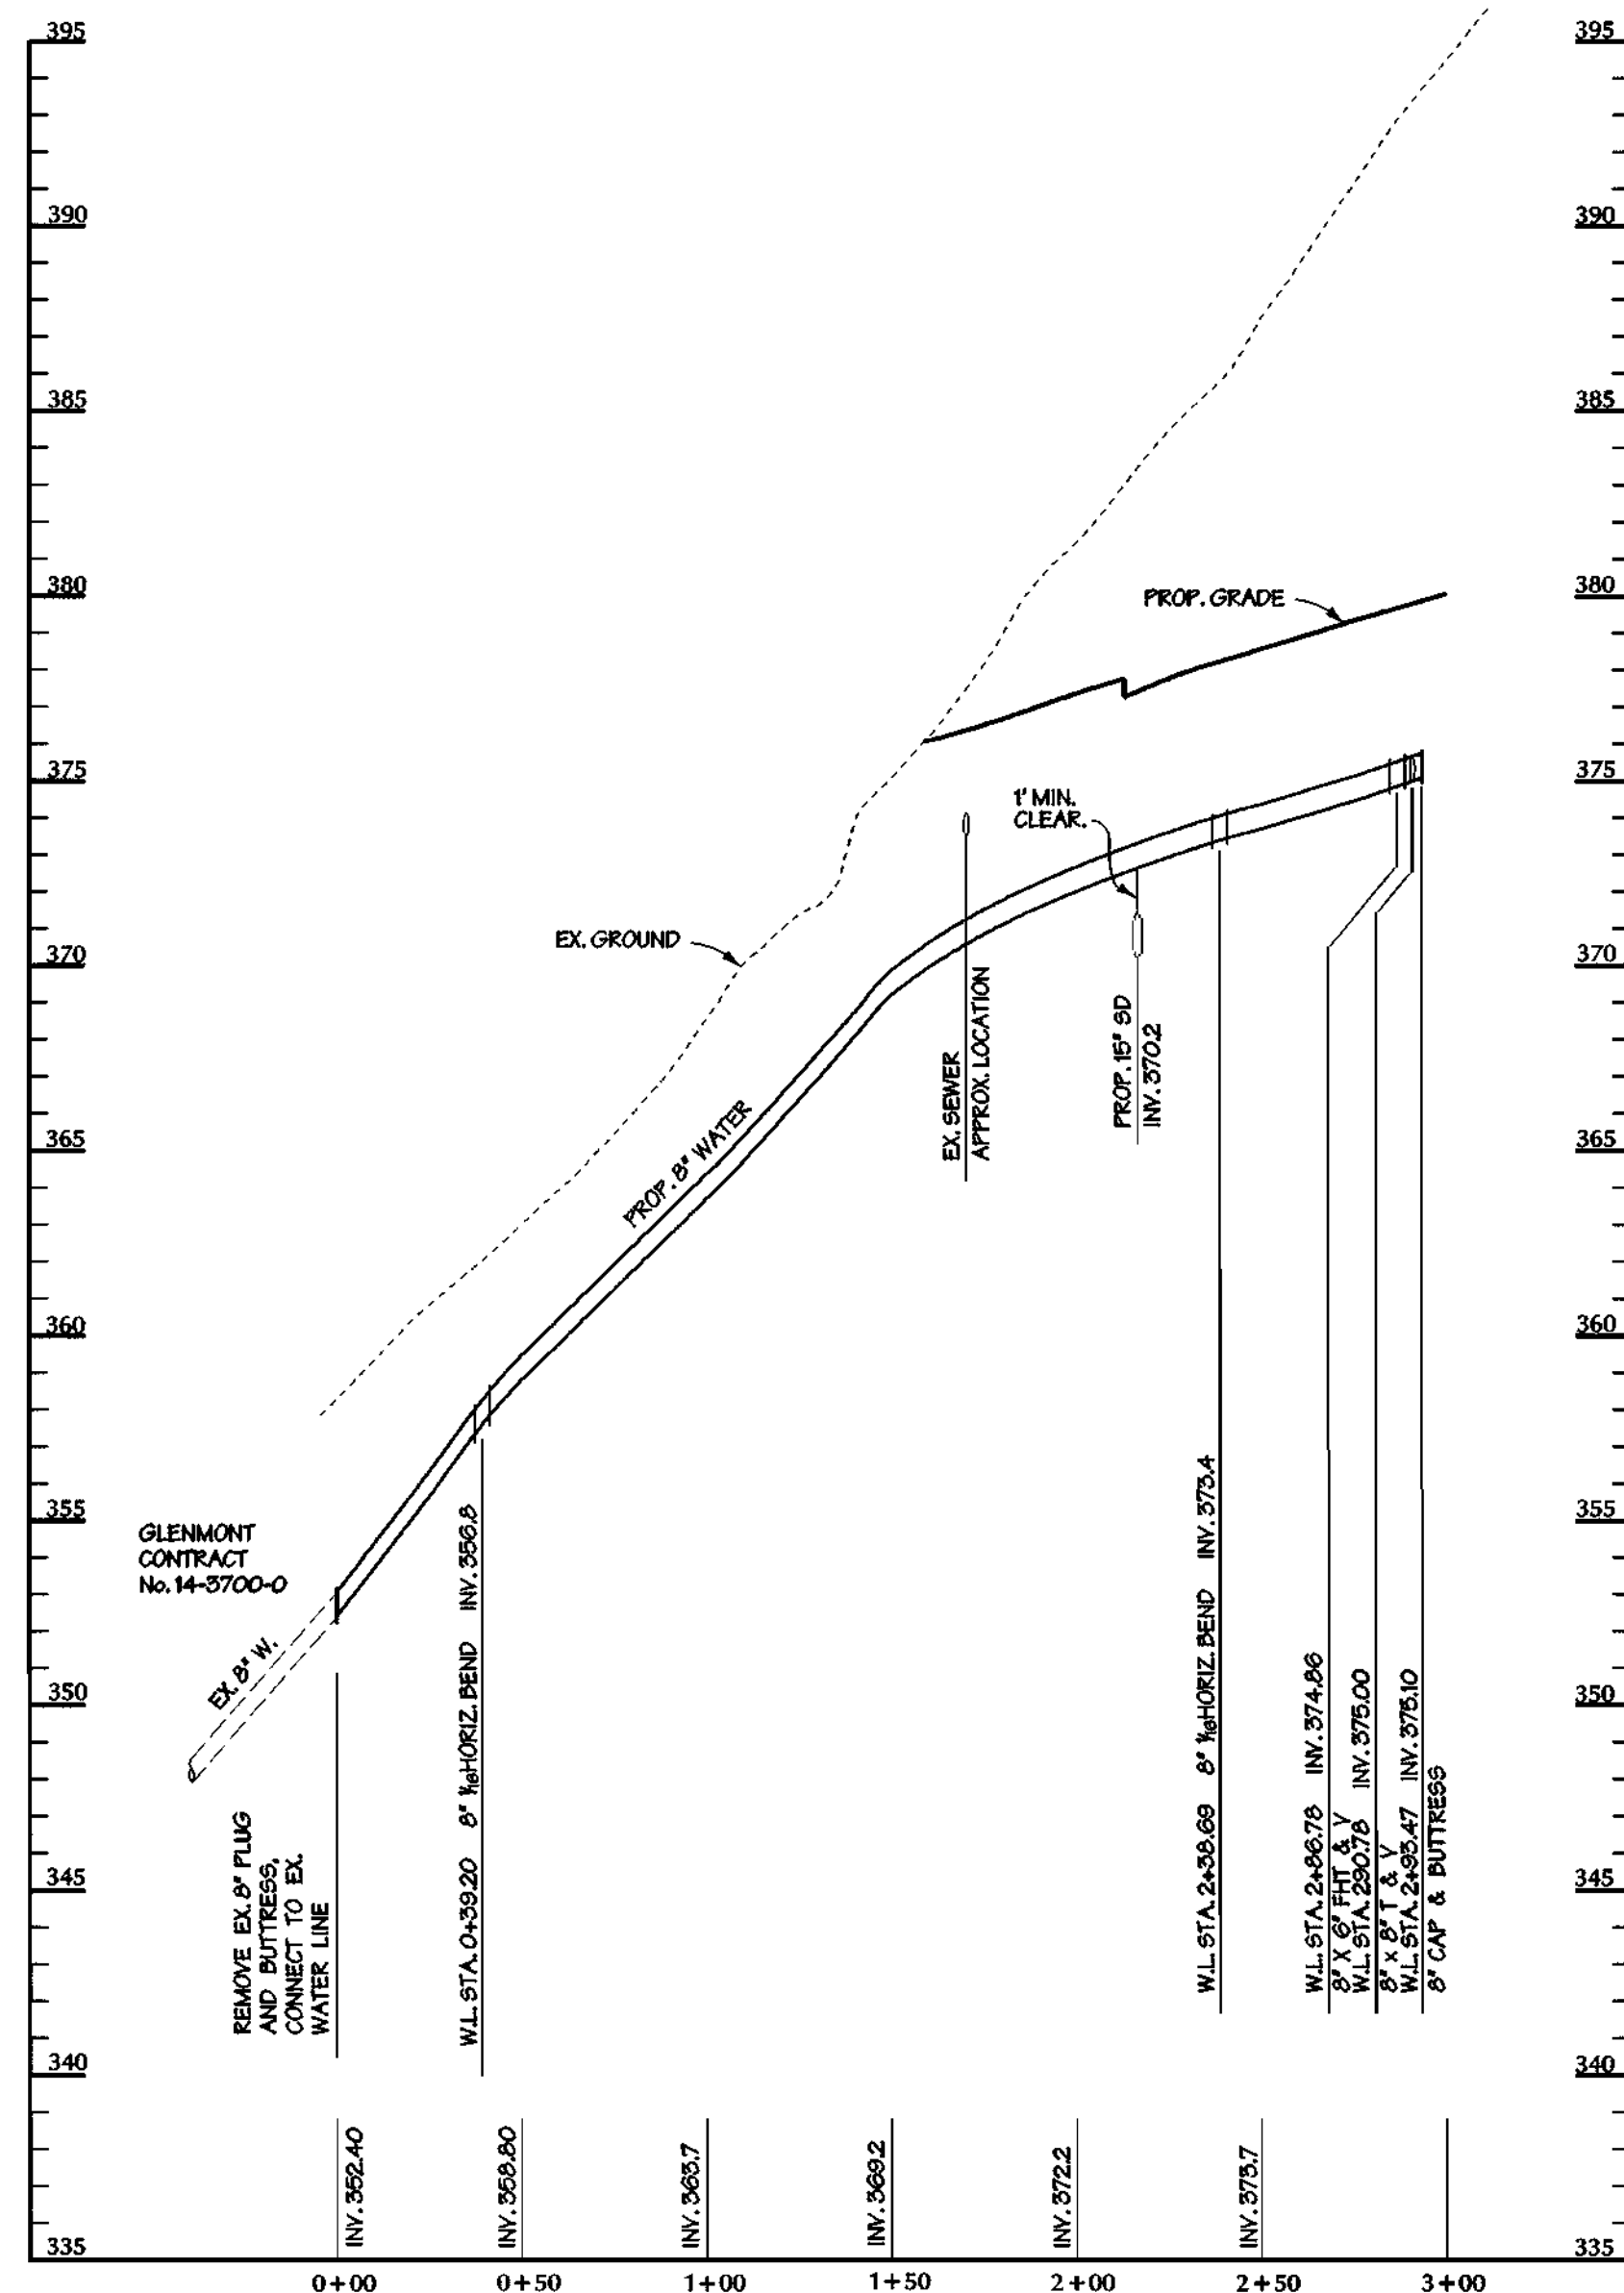 395
395
390
390
385
385
380
380
PROP. GRADE
375
375
1' MIN.
CLEAR.
EX. GROUND
370
370
EX. SEWER
APPROX. LOCATION
PROP. 15" SD
INV. 370.2
365
365
PROP. 8" WATER
360
360
355
355
GLENMONT
CONTRACT
No. 14-3700-0
EX. 8" W.
350
350
REMOVE EX. 8" PLUG
AND BUTTRESS,
CONNECT TO EX.
WATER LINE
W.L. STA. 0+39.20 8" 1/16 HORIZ. BEND INV. 356.8
W.L. STA. 2+38.69 8" 1/16 HORIZ. BEND INV. 373.4
W.L. STA. 2+86.78 INV. 374.86
8" X 6" FHT & V
W.L. STA. 290.78 INV. 375.00
8" x 8" T & V
W.L. STA. 2+93.47 INV. 375.10
8" CAP & BUTTRESS
345
345
340
340
INV. 352.40
INV. 358.80
INV. 363.7
INV. 369.2
INV. 372.2
INV. 373.7
335
335
0+00
0+50
1+00
1+50
2+00
2+50
3+00